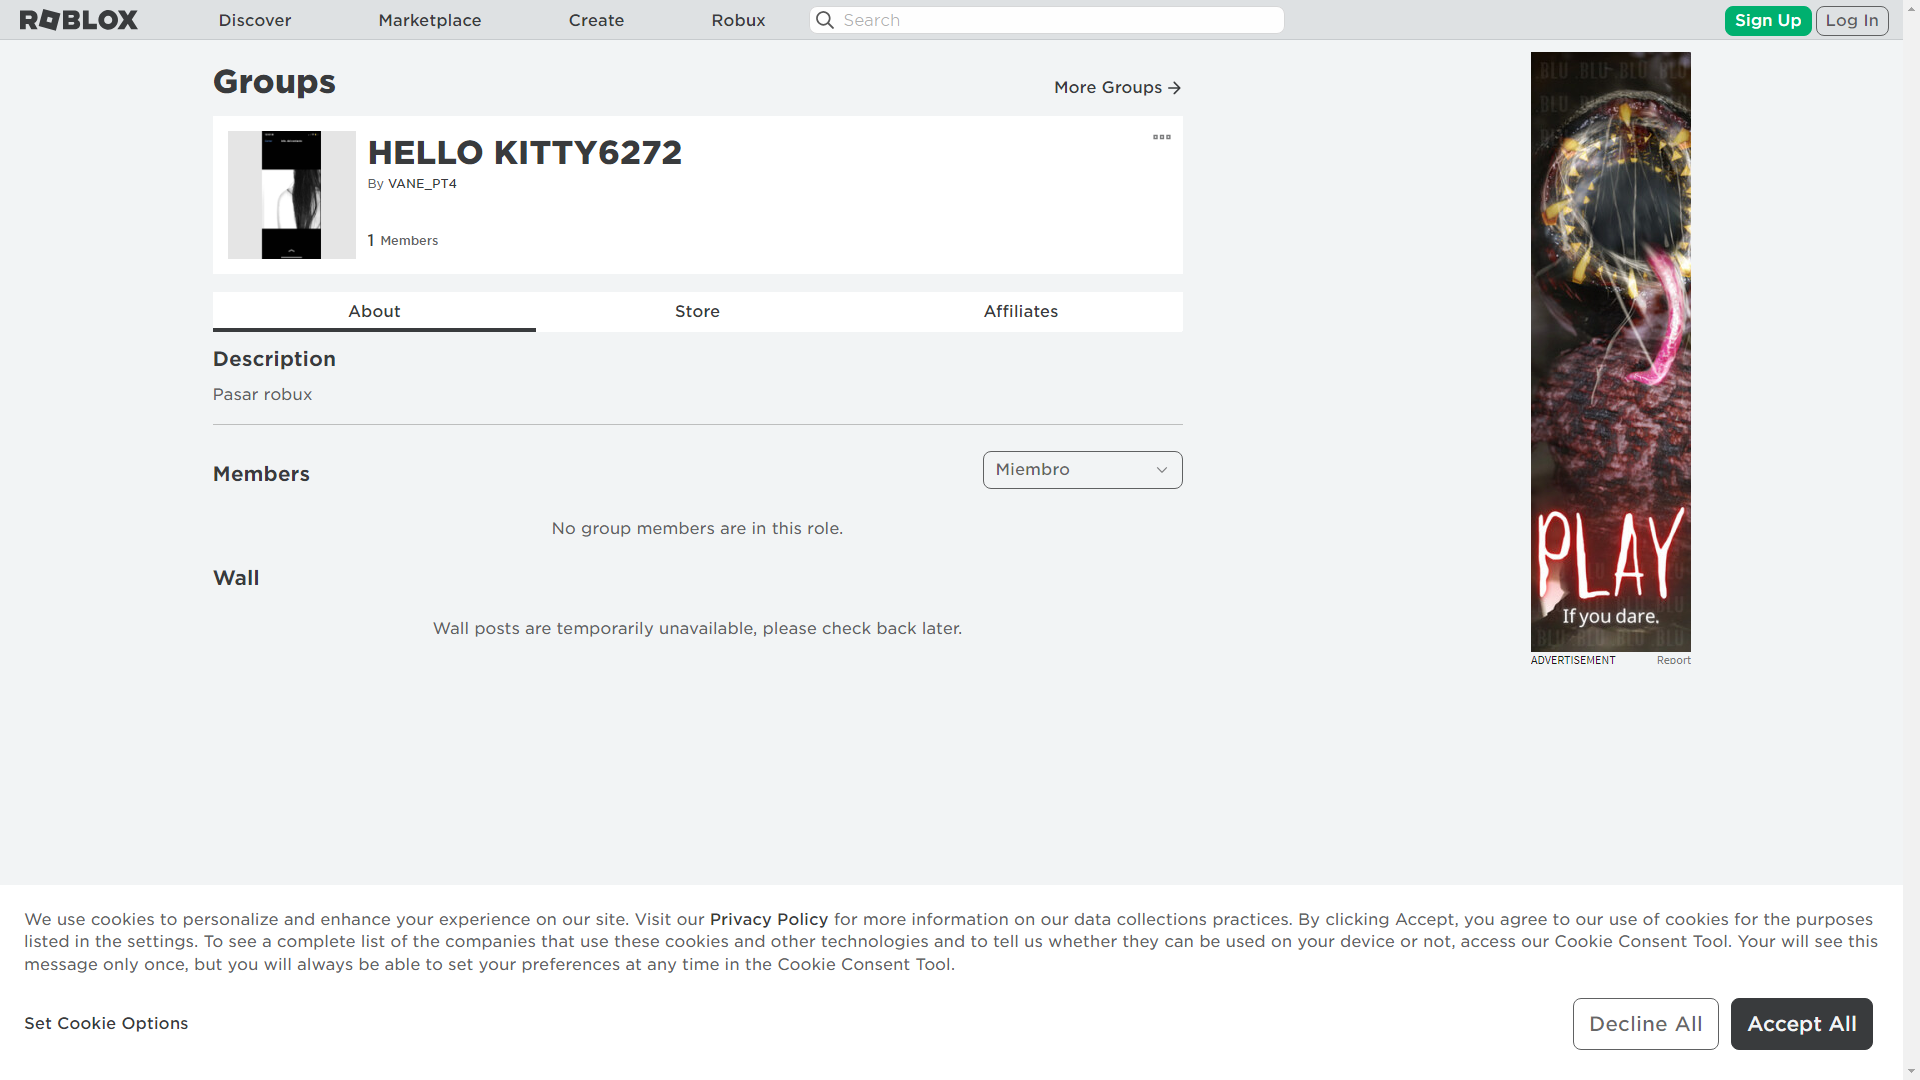 ROBLOX
Discover
Marketplace
Create
Robux
Search
Sign Up
Log In
Groups
More Groups
HELLO KITTY6272
By VANE_PT4
1 Members
About
Store
Affiliates
Description
Pasar robux
Members
Miembro
No group members are in this role.
Wall
Wall posts are temporarily unavailable, please check back later.
PLAY
If you dare.
ADVERTISEMENT
Report
We use cookies to personalize and enhance your experience on our site. Visit our Privacy Policy for more information on our data collections practices. By clicking Accept, you agree to our use of cookies for the purposes
listed in the settings. To see a complete list of the companies that use these cookies and other technologies and to tell us whether they can be used on your device or not, access our Cookie Consent Tool. Your will see this
message only once, but you will always be able to set your preferences at any time in the Cookie Consent Tool.
Set Cookie Options
Decline All
Accept All